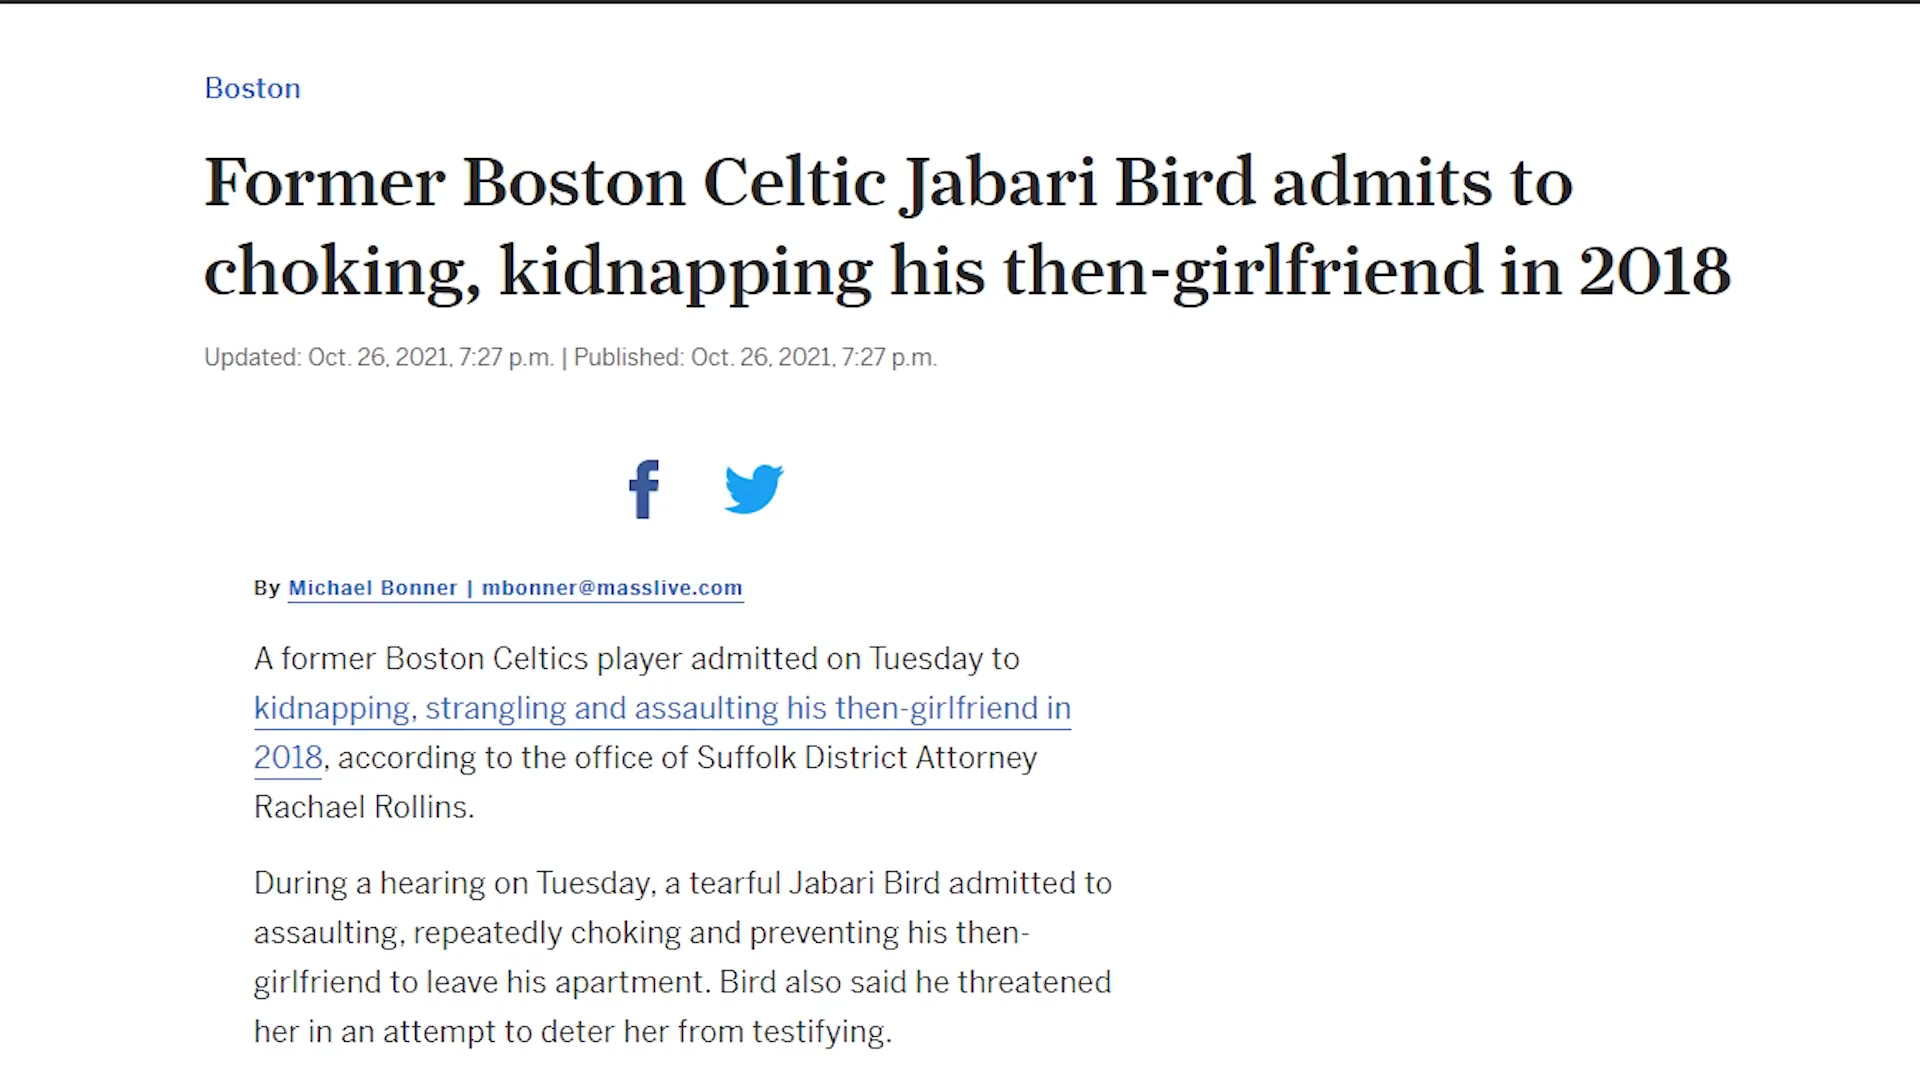 Boston
Former Boston Celtic Jabari Bird admits to
choking, kidnapping his then-girlfriend in 2018
Updated: Oct. 26, 2021, 7:27 p.m. | Published: Oct. 26, 2021, 7:27 p.m.
By Michael Bonner | mbonner@masslive.com
A former Boston Celtics player admitted on Tuesday to
kidnapping, strangling and assaulting his then-girlfriend in
2018, according to the office of Suffolk District Attorney
Rachael Rollins.
During a hearing on Tuesday, a tearful Jabari Bird admitted to
assaulting, repeatedly choking and preventing his then-
girlfriend to leave his apartment. Bird also said he threatened
her in an attempt to deter her from testifying.